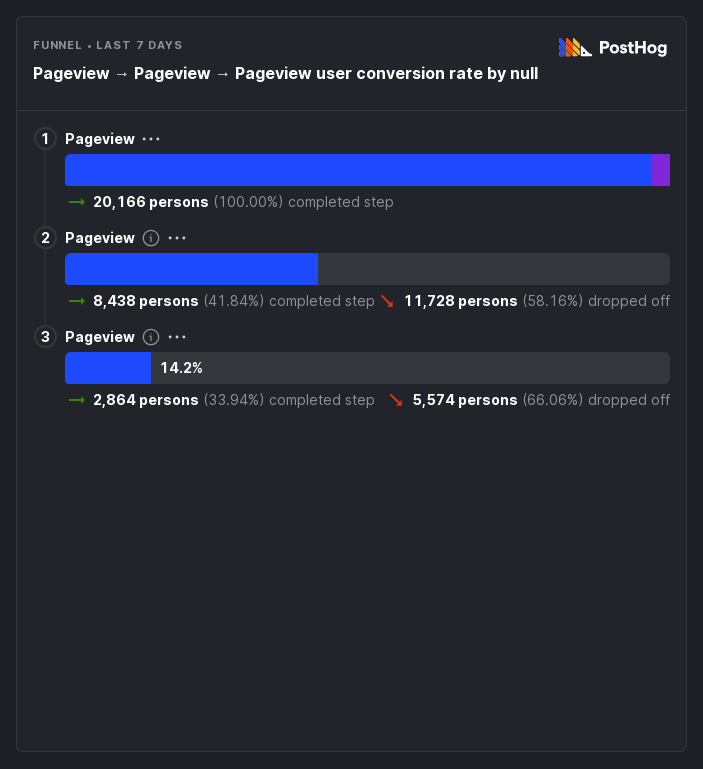 FUNNEL • LAST 7 DAYS
PostHog
Pageview → Pageview → Pageview user conversion rate by null
1 Pageview ···
→ 20,166 persons (100.00%) completed step
2 Pageview ···
→ 8,438 persons (41.84%) completed step ↘ 11,728 persons (58.16%) dropped off
3 Pageview ···
14.2%
→ 2,864 persons (33.94%) completed step ↘ 5,574 persons (66.06%) dropped off